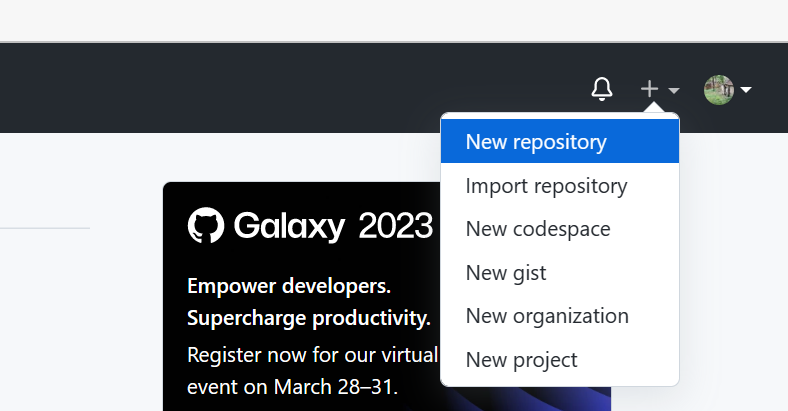 New repository
Import repository
New codespace
New gist
New organization
New project
Galaxy 2023
Empower developers.
Supercharge productivity.
Register now for our virtual
event on March 28–31.